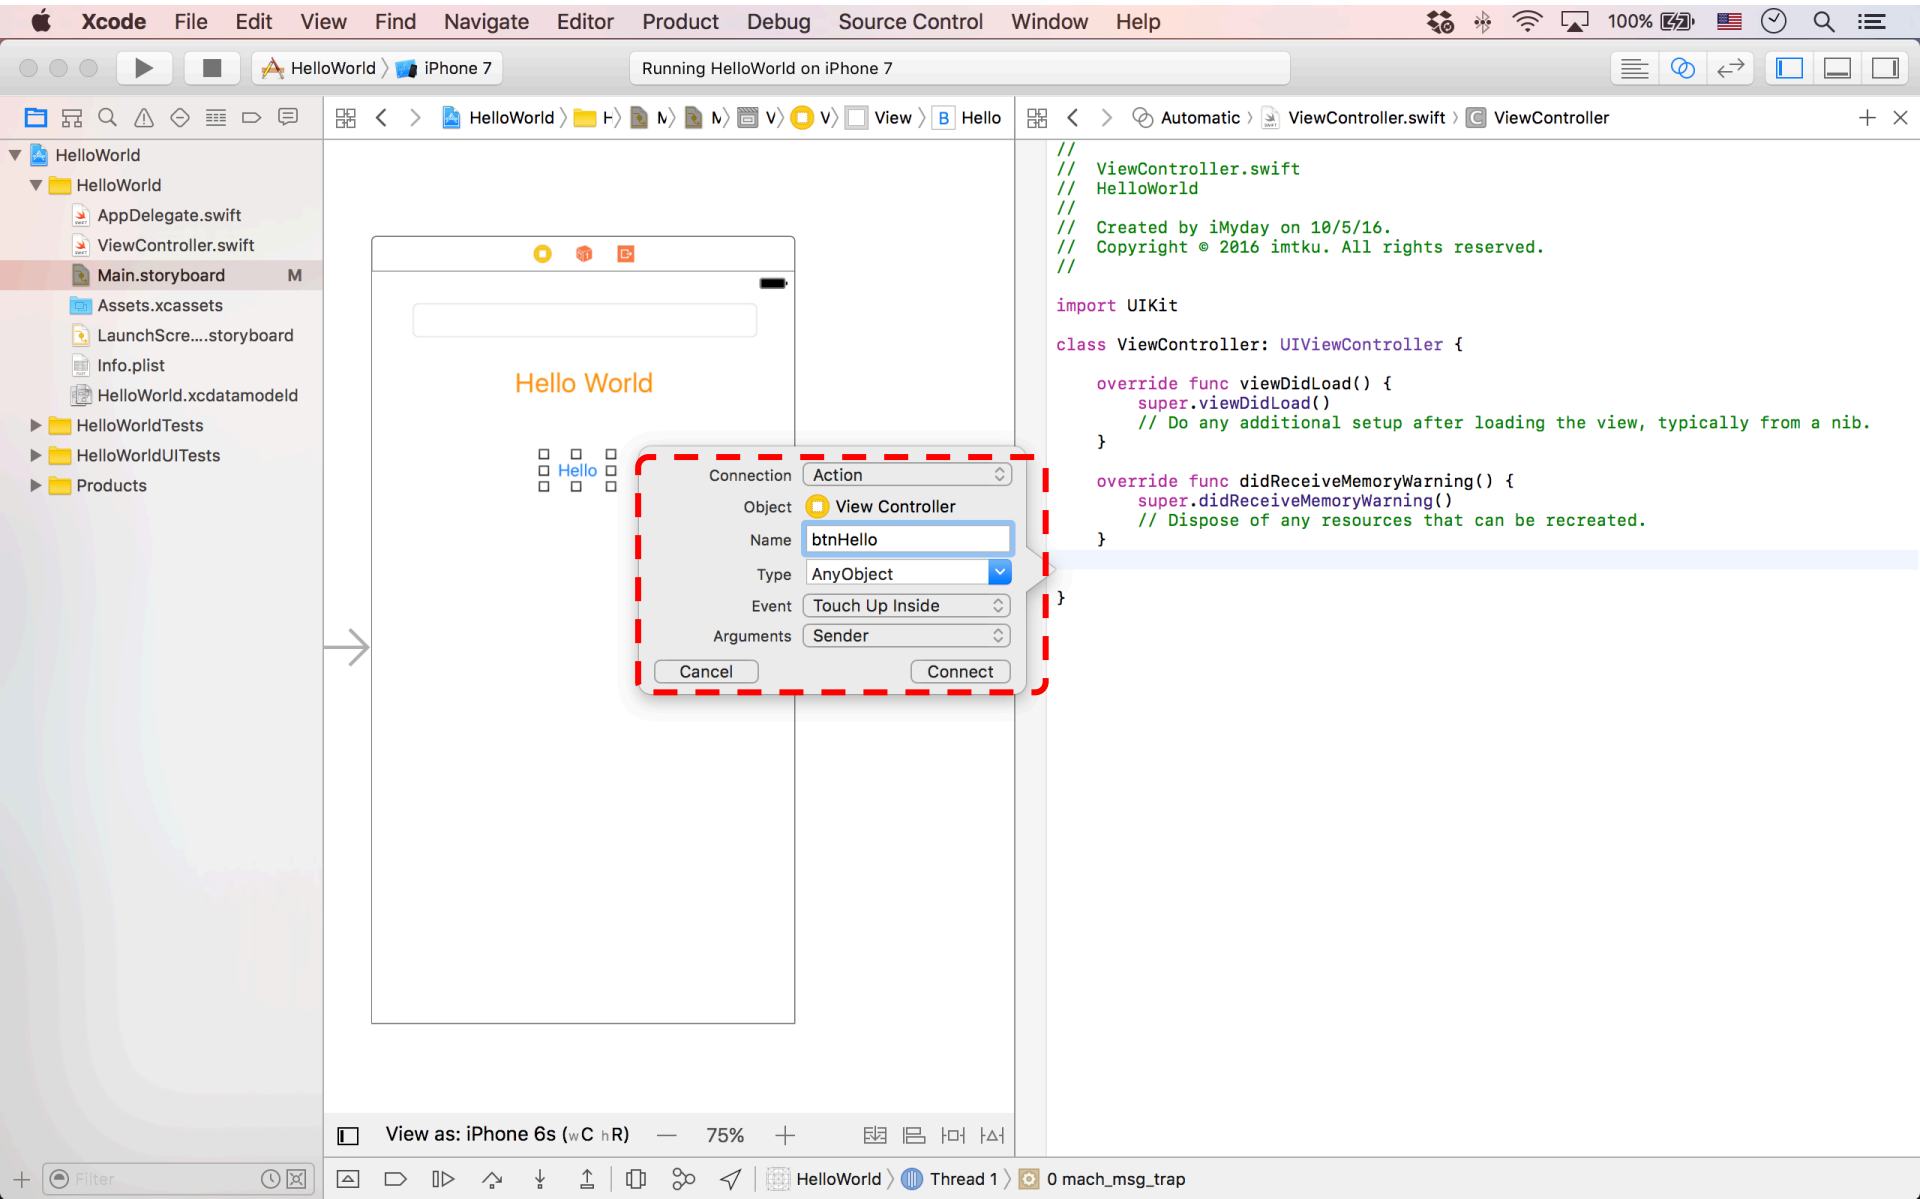 Xcode File Edit View Find Navigate Editor Product Debug Source Control Window Help 100%
HelloWorld iPhone 7
Running HelloWorld on iPhone 7
HelloWorld H M M V V View B Hello
Automatic ViewController.swift C ViewController
HelloWorld
HelloWorld
AppDelegate.swift
ViewController.swift
Main.storyboard M
Assets.xcassets
LaunchScre....storyboard
Info.plist
HelloWorld.xcdatamodeld
HelloWorldTests
HelloWorldUITests
Products
Filter
Hello World
Hello
Connection Action
Object View Controller
Name btnHello
Type AnyObject
Event Touch Up Inside
Arguments Sender
Cancel Connect
View as: iPhone 6s (wC hR) — 75% +
//
// ViewController.swift
// HelloWorld
//
// Created by iMyday on 10/5/16.
// Copyright © 2016 imtku. All rights reserved.
//
import UIKit
class ViewController: UIViewController {
override func viewDidLoad() {
super.viewDidLoad()
// Do any additional setup after loading the view, typically from a nib.
}
override func didReceiveMemoryWarning() {
super.didReceiveMemoryWarning()
// Dispose of any resources that can be recreated.
}
}
HelloWorld Thread 1 0 mach_msg_trap